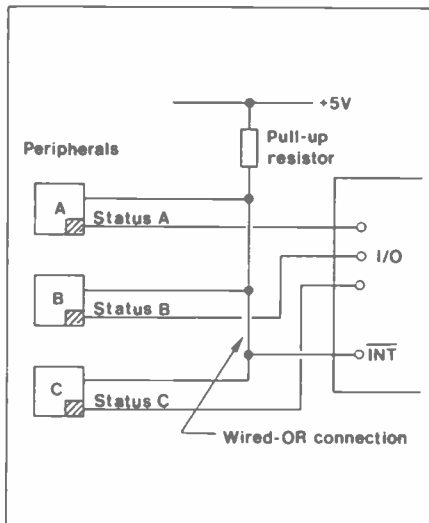 +5V
Pull-up
resistor
Peripherals
A
Status A
I/O
B
Status B
INT
C
Status C
Wired-OR connection